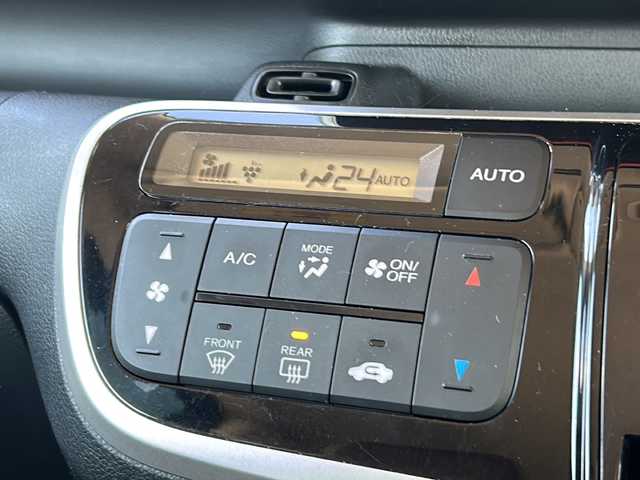 24 AUTO
AUTO
A/C
MODE
ON/
OFF
FRONT
REAR